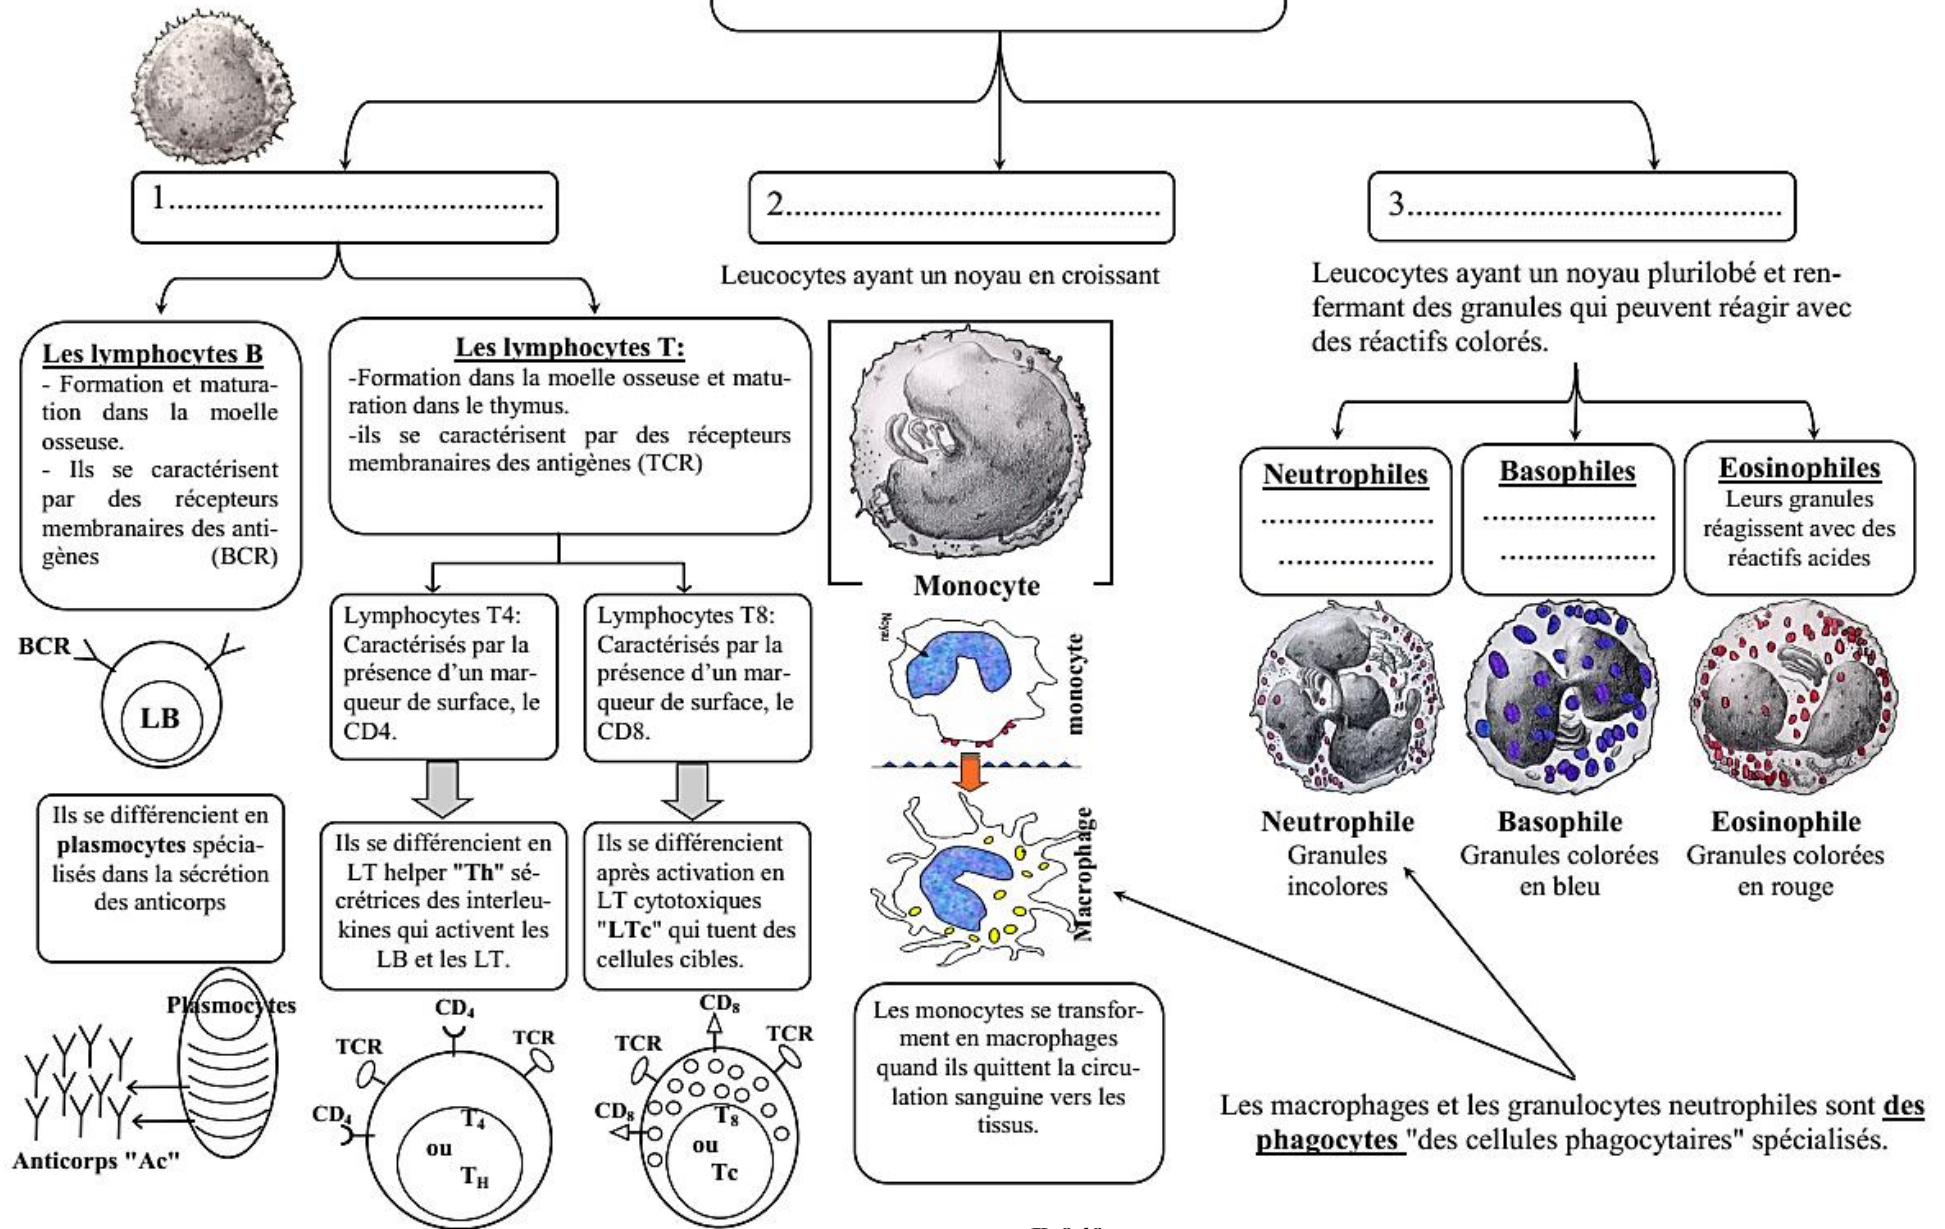 1...........................................
2...........................................
3...........................................
Leucocytes ayant un noyau en croissant
Leucocytes ayant un noyau plurilobé et ren-
fermant des granules qui peuvent réagir avec
des réactifs colorés.
Les lymphocytes B
- Formation et matura-
tion dans la moelle
osseuse.
- Ils se caractérisent
par des récepteurs
membranaires des anti-
gènes (BCR)
Les lymphocytes T:
-Formation dans la moelle osseuse et matu-
ration dans le thymus.
-ils se caractérisent par des récepteurs
membranaires des antigènes (TCR)
Monocyte
Neutrophiles
....................
..................
Basophiles
....................
..................
Eosinophiles
Leurs granules
réagissent avec des
réactifs acides
Lymphocytes T4:
Caractérisés par la
présence d’un mar-
queur de surface, le
CD4.
Lymphocytes T8:
Caractérisés par la
présence d’un mar-
queur de surface, le
CD8.
BCR
LB
Noyau
monocyte
Macrophage
Neutrophile
Granules
incolores
Basophile
Granules colorées
en bleu
Eosinophile
Granules colorées
en rouge
Ils se différencient en
plasmocytes spécia-
lisés dans la sécrétion
des anticorps
Ils se différencient en
LT helper "Th" sé-
crétrices des interleu-
kines qui activent les
LB et les LT.
Ils se différencient
après activation en
LT cytotoxiques
"LTc" qui tuent des
cellules cibles.
Plasmocytes
Anticorps "Ac"
CD4
TCR
TCR
CD4
T4
ou
TH
CD8
TCR
TCR
CD8
T8
ou
Tc
Les monocytes se transfor-
ment en macrophages
quand ils quittent la circu-
lation sanguine vers les
tissus.
Les macrophages et les granulocytes neutrophiles sont des
phagocytes "des cellules phagocytaires" spécialisés.